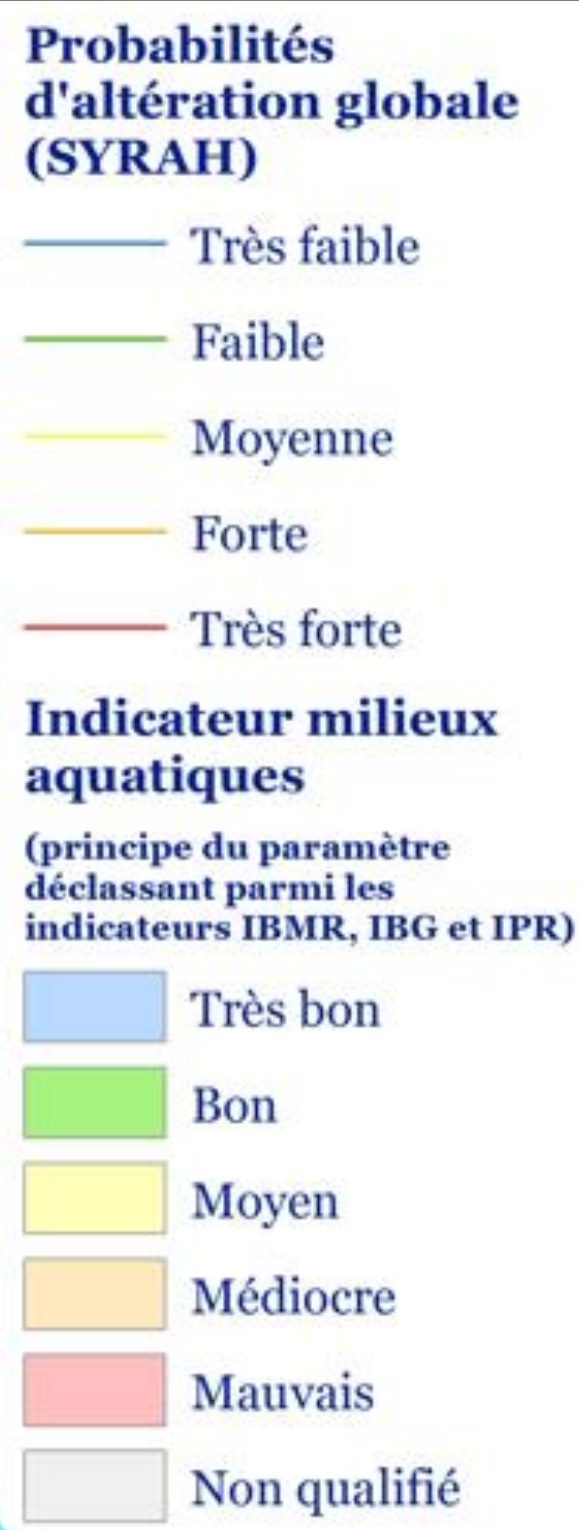 Probabilités
d'altération globale
(SYRAH)
Très faible
Faible
Moyenne
Forte
Très forte
Indicateur milieux
aquatiques
(principe du paramètre
déclassant parmi les
indicateurs IBMR, IBG et IPR)
Très bon
Bon
Moyen
Médiocre
Mauvais
Non qualifié